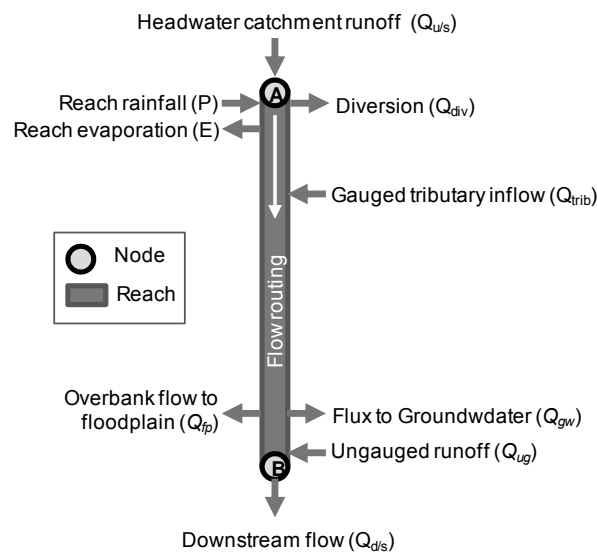 Headwater catchment runoff (Qu/s)
A
Reach rainfall (P)
Diversion (Qdiv)
Reach evaporation (E)
Gauged tributary inflow (Qtrib)
Node
Reach
Flow routing
Overbank flow to
floodplain (Qfp)
Flux to Groundwdater (Qgw)
Ungauged runoff (Qug)
B
Downstream flow (Qd/s)